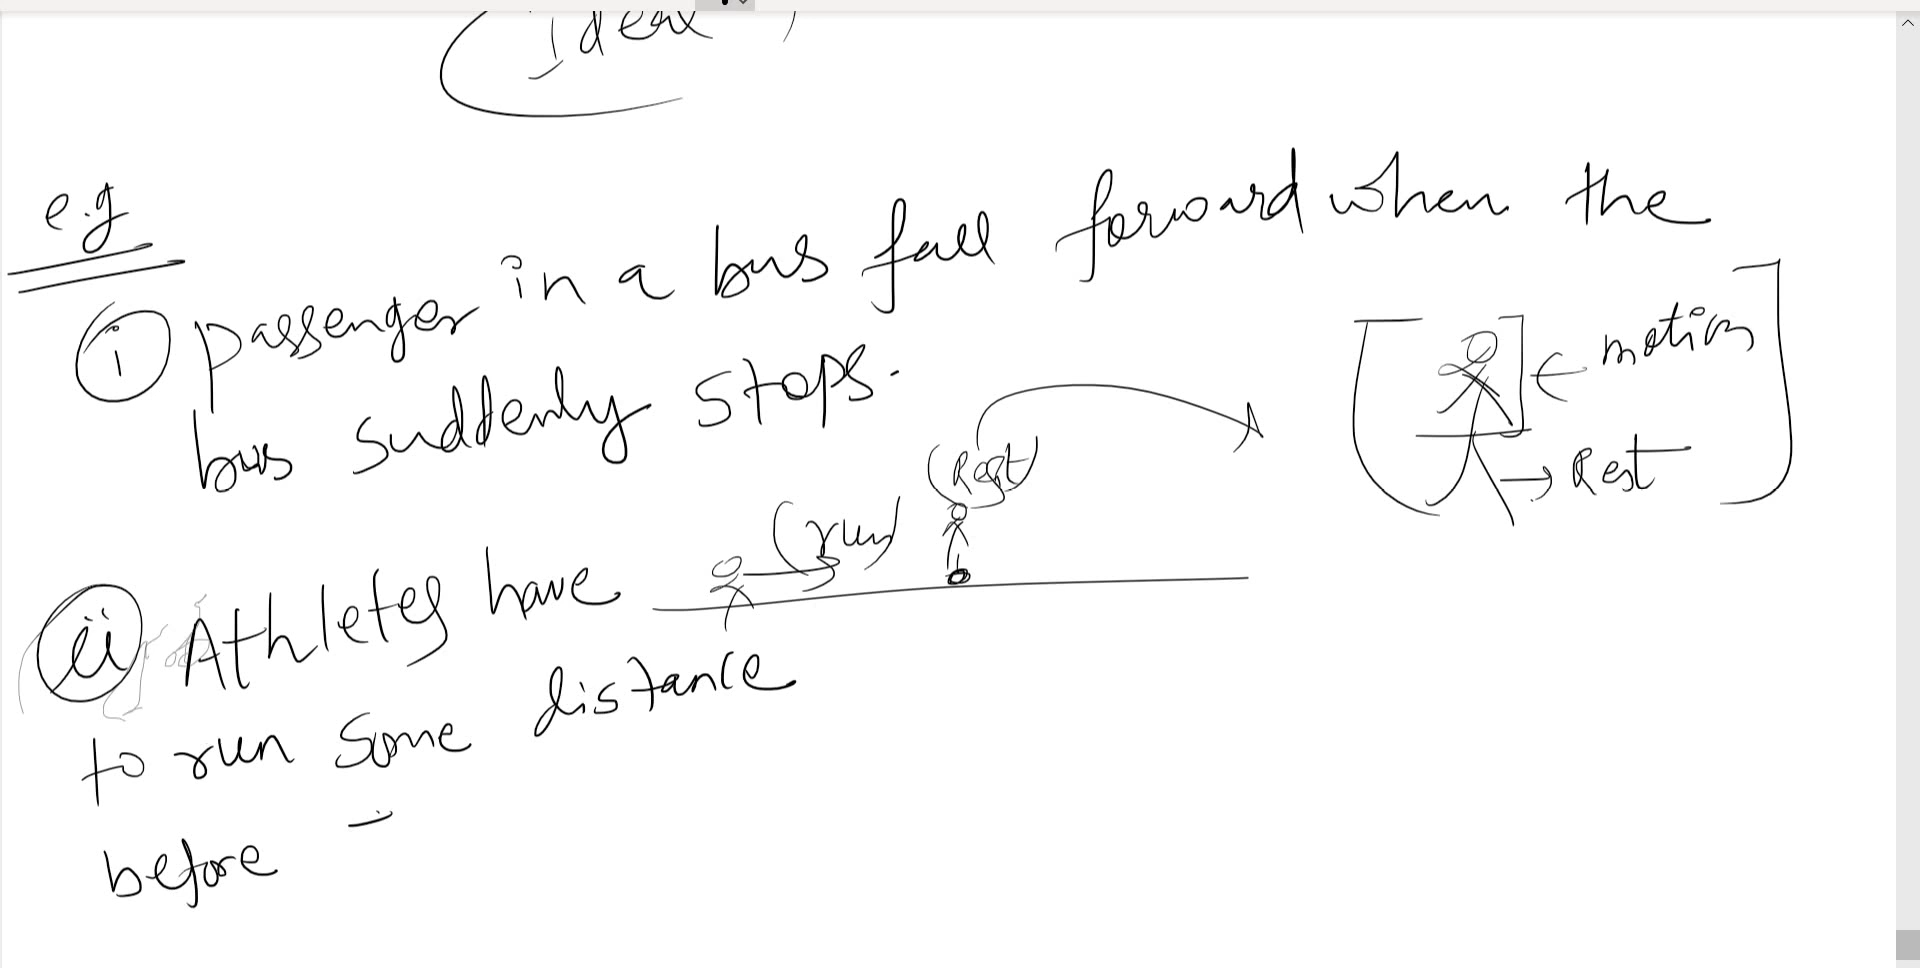 Ideal
e.g
(i) passenger in a bus fall forward when the
bus suddenly stops.
motion
Rest
(Rest)
(run)
(ii) Athletes have
to run some distance
before